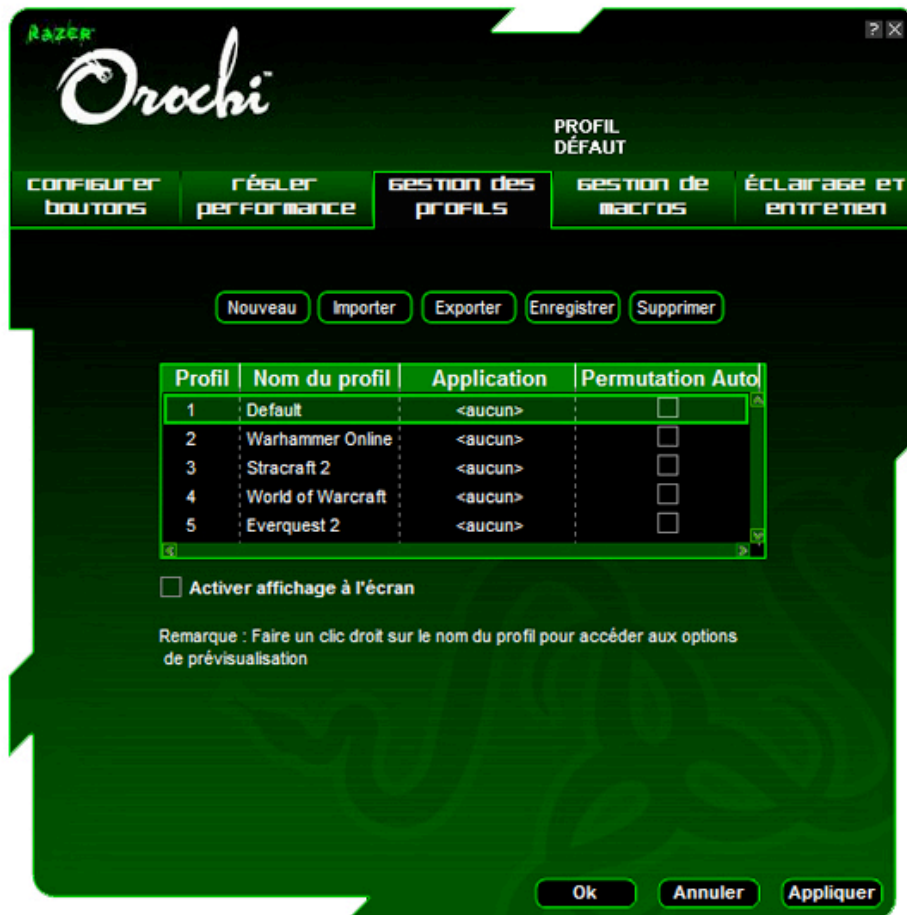 RAZER
Orochi™
? X
PROFIL
DÉFAUT
configurer boutons
régler performance
gestion des profils
gestion de macros
éclairage et entretien
Nouveau Importer Exporter Enregistrer Supprimer
Profil Nom du profil Application Permutation Auto
1 Default <aucun>
2 Warhammer Online <aucun>
3 Stracraft 2 <aucun>
4 World of Warcraft <aucun>
5 Everquest 2 <aucun>
Activer affichage à l'écran
Remarque : Faire un clic droit sur le nom du profil pour accéder aux options
de prévisualisation
Ok Annuler Appliquer